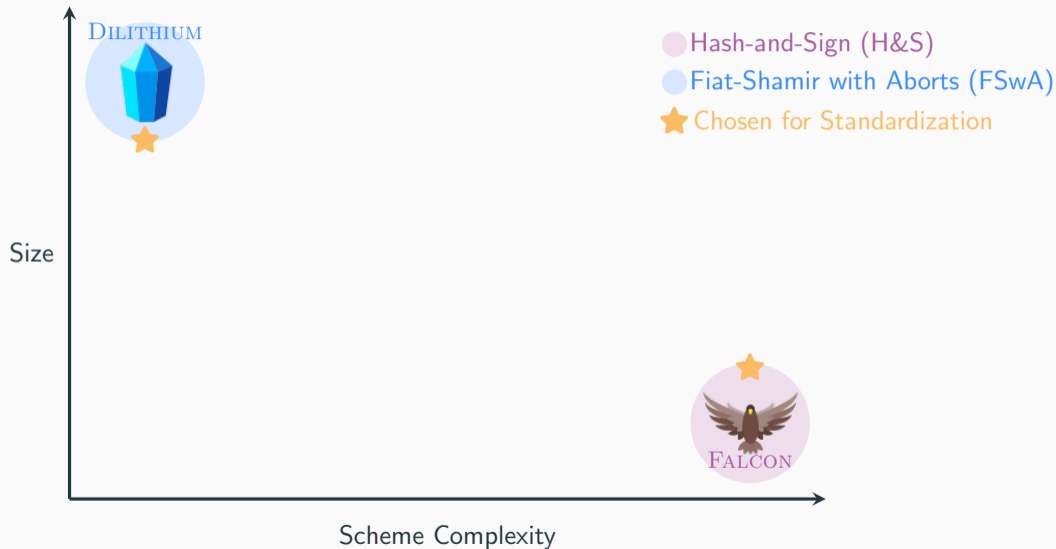 DILITHIUM
Hash-and-Sign (H&S)
Fiat-Shamir with Aborts (FSwA)
Chosen for Standardization
Size
FALCON
Scheme Complexity